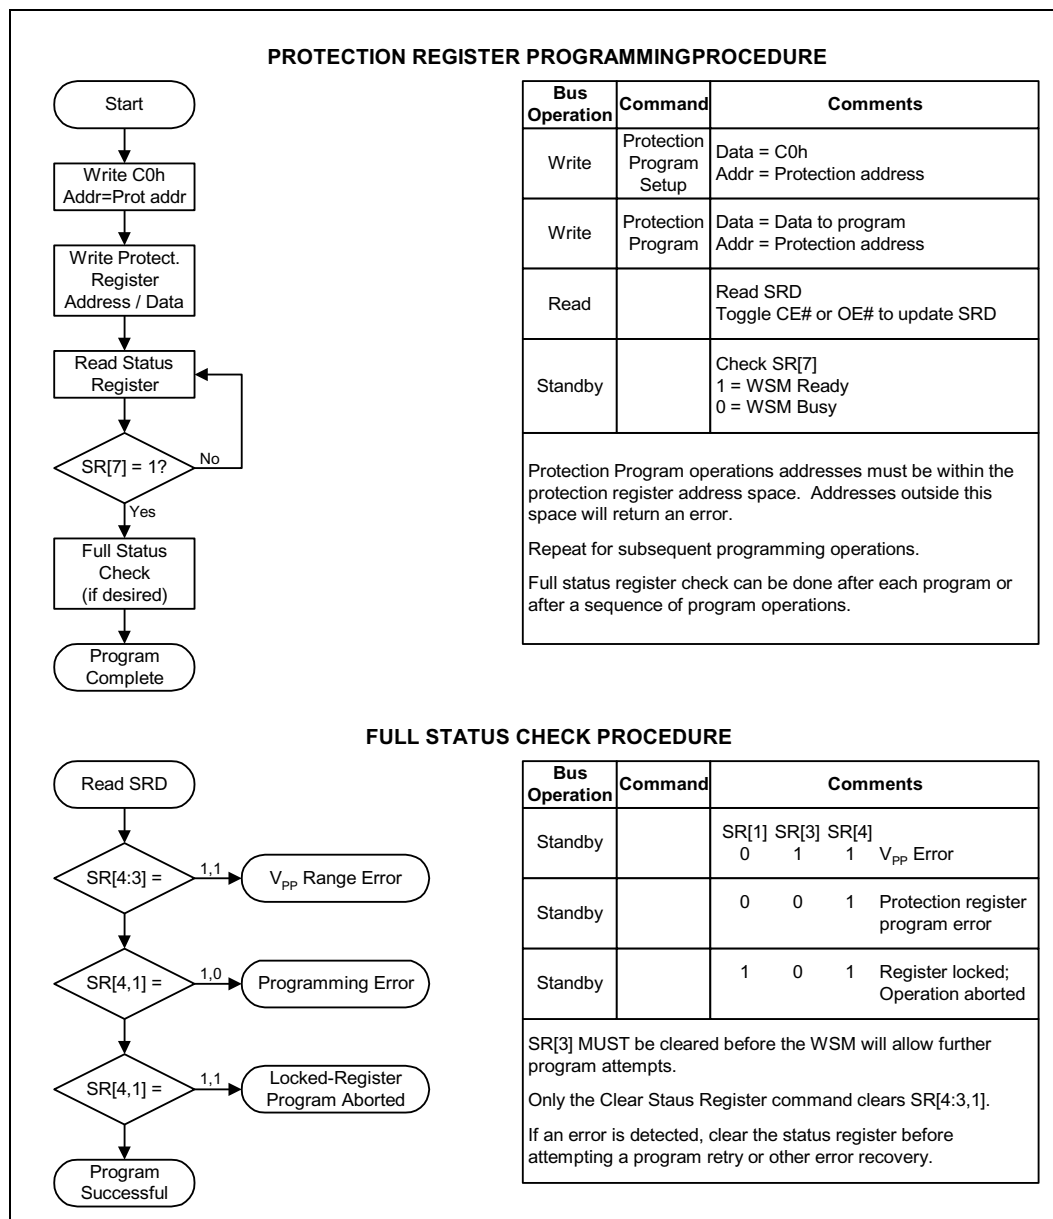 PROTECTION REGISTER PROGRAMMINGPROCEDURE
Start
Write C0h
Addr=Prot addr
Write Protect.
Register
Address / Data
Read Status
Register
SR[7] = 1?
No
Yes
Full Status
Check
(if desired)
Program
Complete
Bus
Operation
Command
Comments
Write
Protection
Program
Setup
Data = C0h
Addr = Protection address
Write
Protection
Program
Data = Data to program
Addr = Protection address
Read
Read SRD
Toggle CE# or OE# to update SRD
Standby
Check SR[7]
1 = WSM Ready
0 = WSM Busy
Protection Program operations addresses must be within the
protection register address space. Addresses outside this
space will return an error.
Repeat for subsequent programming operations.
Full status register check can be done after each program or
after a sequence of program operations.
FULL STATUS CHECK PROCEDURE
Read SRD
SR[4:3] =
1,1
VPP Range Error
SR[4,1] =
1,0
Programming Error
SR[4,1] =
1,1
Locked-Register
Program Aborted
Program
Successful
Bus
Operation
Command
Comments
Standby
SR[1] SR[3] SR[4]
0 1 1 VPP Error
Standby
0 0 1 Protection register
program error
Standby
1 0 1 Register locked;
Operation aborted
SR[3] MUST be cleared before the WSM will allow further
program attempts.
Only the Clear Staus Register command clears SR[4:3,1].
If an error is detected, clear the status register before
attempting a program retry or other error recovery.